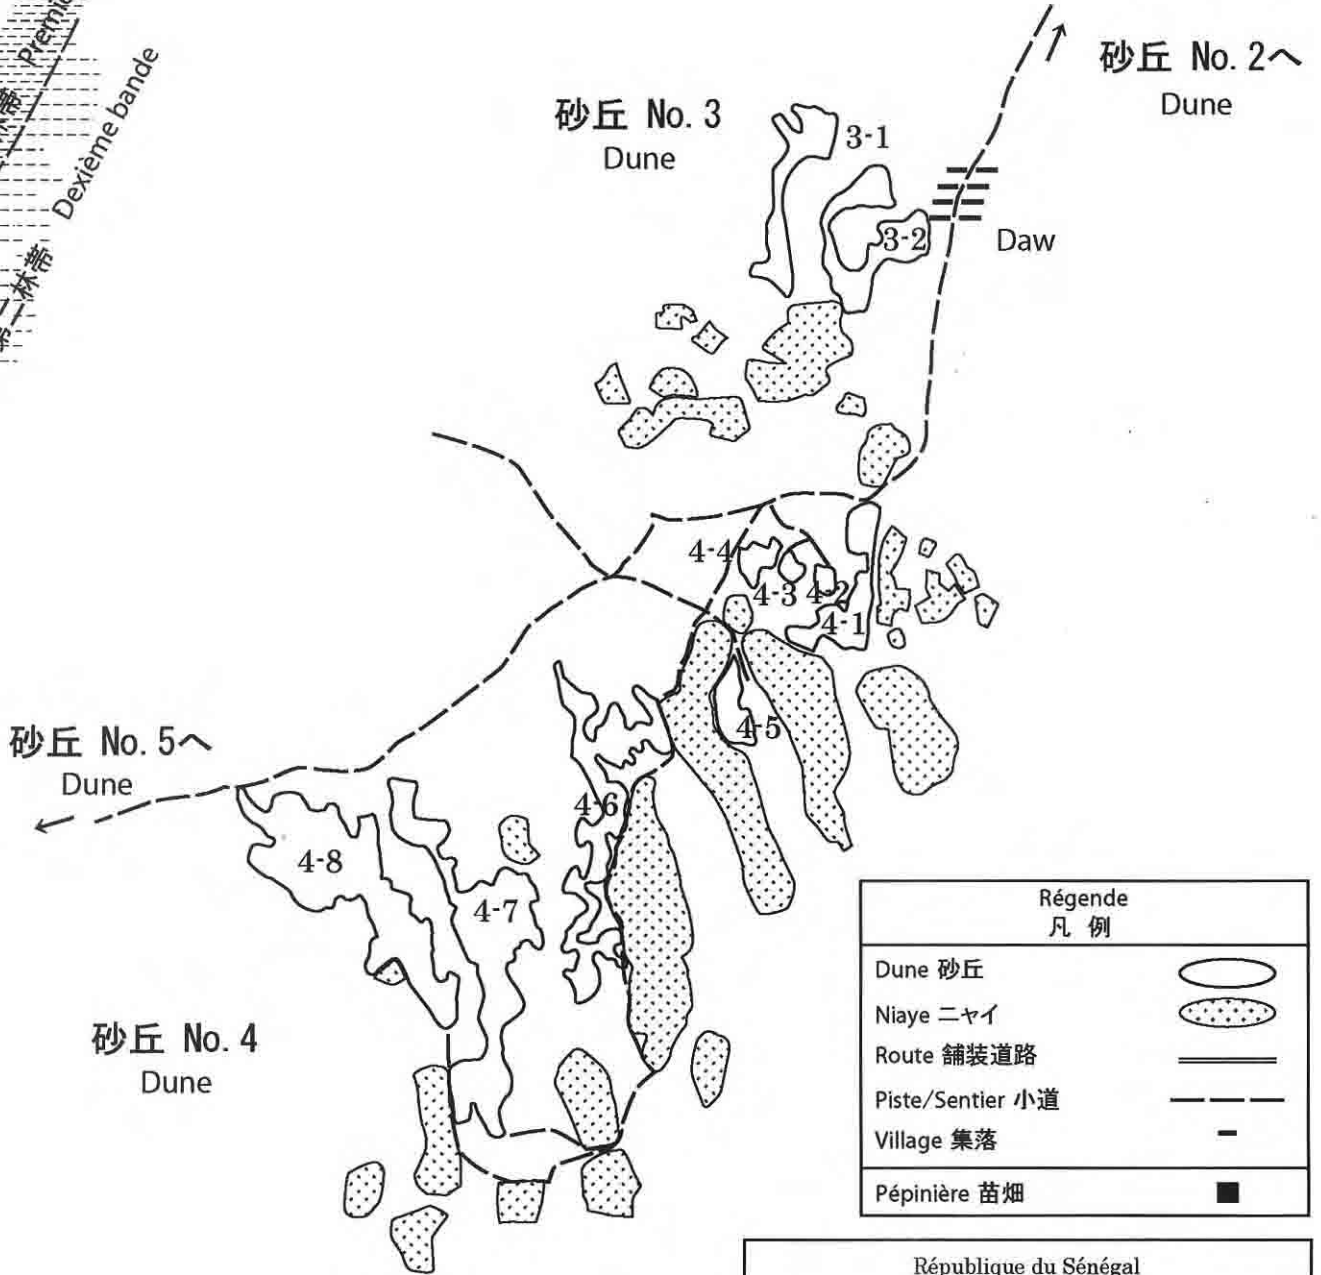 Dexième bande
砂丘 No. 2へ
Dune
砂丘 No. 3
Dune
3-1
3-2
Daw
4-4
4-3
4-2
4-1
4-5
砂丘 No. 5へ
Dune
4-6
4-8
4-7
砂丘 No. 4
Dune
Régende
凡 例
Dune 砂丘
Niaye ニャイ
Route 舗装道路
Piste/Sentier 小道
Village 集落
Pépinière 苗畑
République du Sénégal